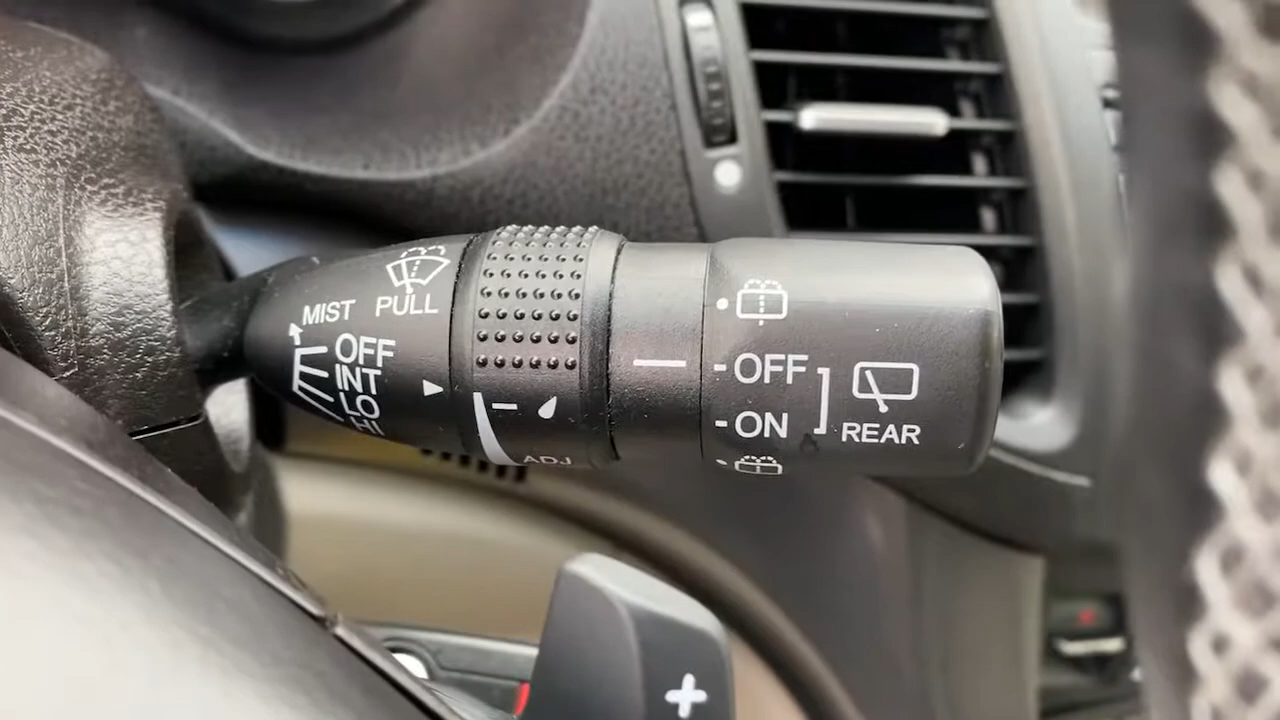 MIST
PULL
OFF
INT
LO
HI
ADJ
OFF
ON
REAR
+